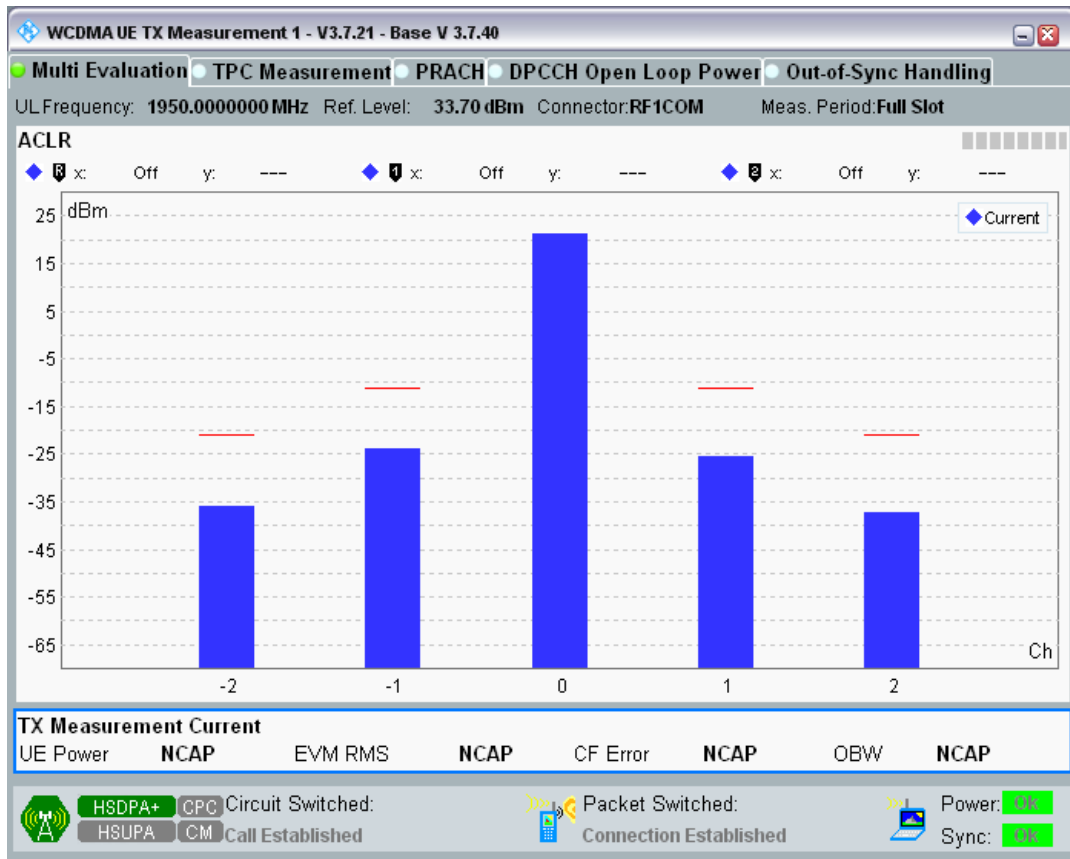 WCDMA UE TX Measurement 1 - V3.7.21 - Base V 3.7.40
Multi Evaluation TPC Measurement PRACH DPCCH Open Loop Power Out-of-Sync Handling
UL Frequency: 1950.0000000 MHz Ref. Level: 33.70 dBm Connector:RF1COM Meas. Period:Full Slot
ACLR
R x: Off y: --- 1 x: Off y: --- 2 x: Off y: ---
dBm
Current
25
15
5
-5
-15
-25
-35
-45
-55
-65
Ch
-2 -1 0 1 2
TX Measurement Current
UE Power NCAP EVM RMS NCAP CF Error NCAP OBW NCAP
HSDPA+ CPC Circuit Switched: Packet Switched: Power: Ok
HSUPA CM Call Established Connection Established Sync: Ok